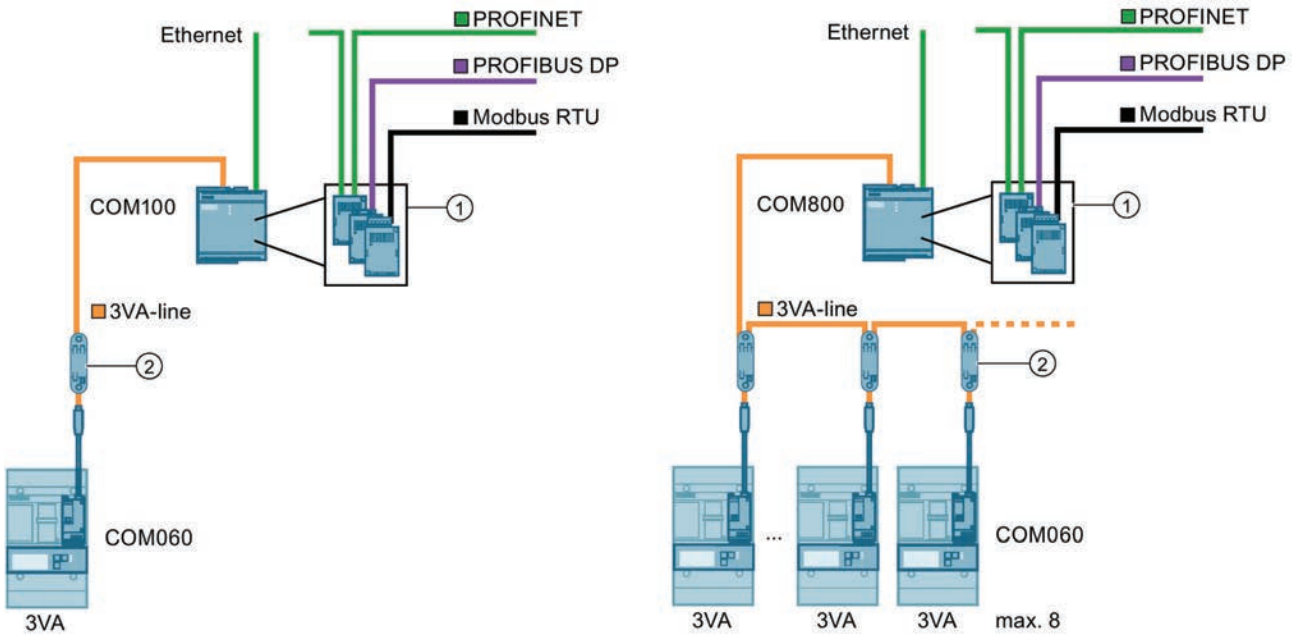 PROFINET
Ethernet
PROFIBUS DP
Modbus RTU
COM100
1
3VA-line
2
COM060
3VA
PROFINET
Ethernet
PROFIBUS DP
Modbus RTU
COM800
1
3VA-line
2
...
COM060
3VA
3VA
3VA
max. 8